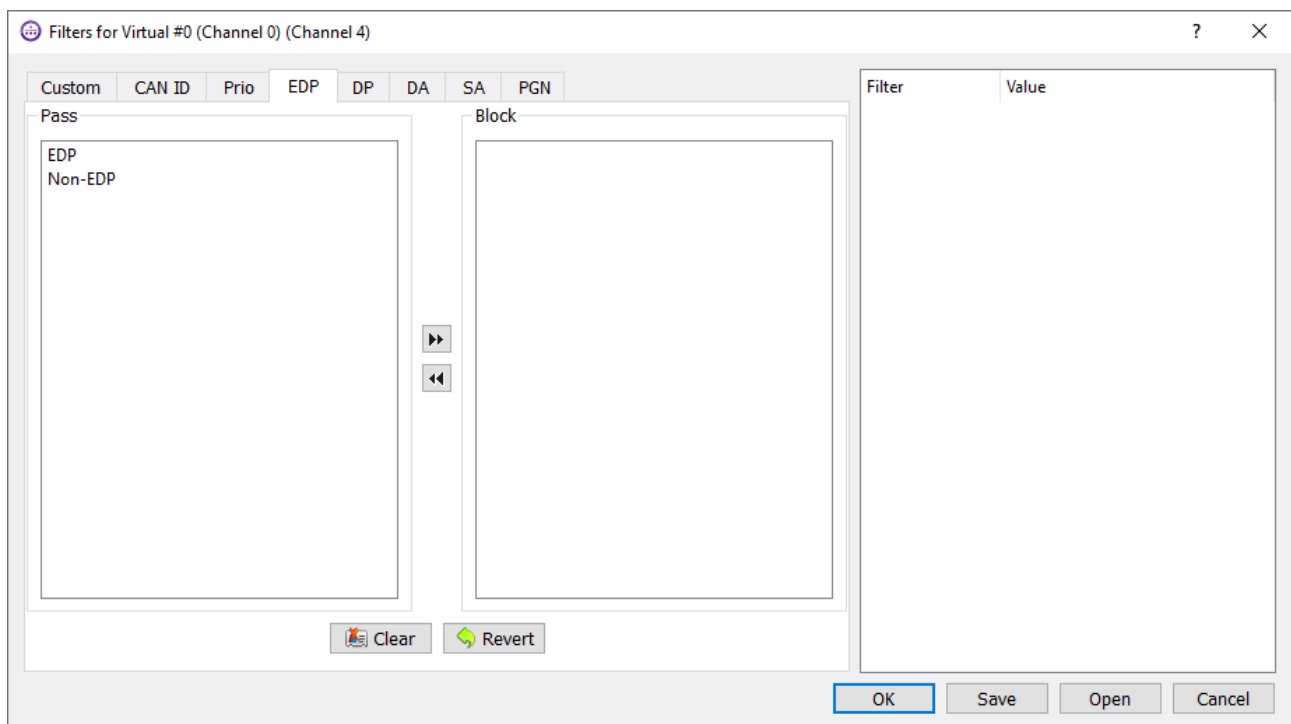 Filters for Virtual #0 (Channel 0) (Channel 4)
?
Custom CAN ID Prio EDP DP DA SA PGN
Filter Value
Pass
Block
EDP
Non-EDP
Clear Revert
OK Save Open Cancel